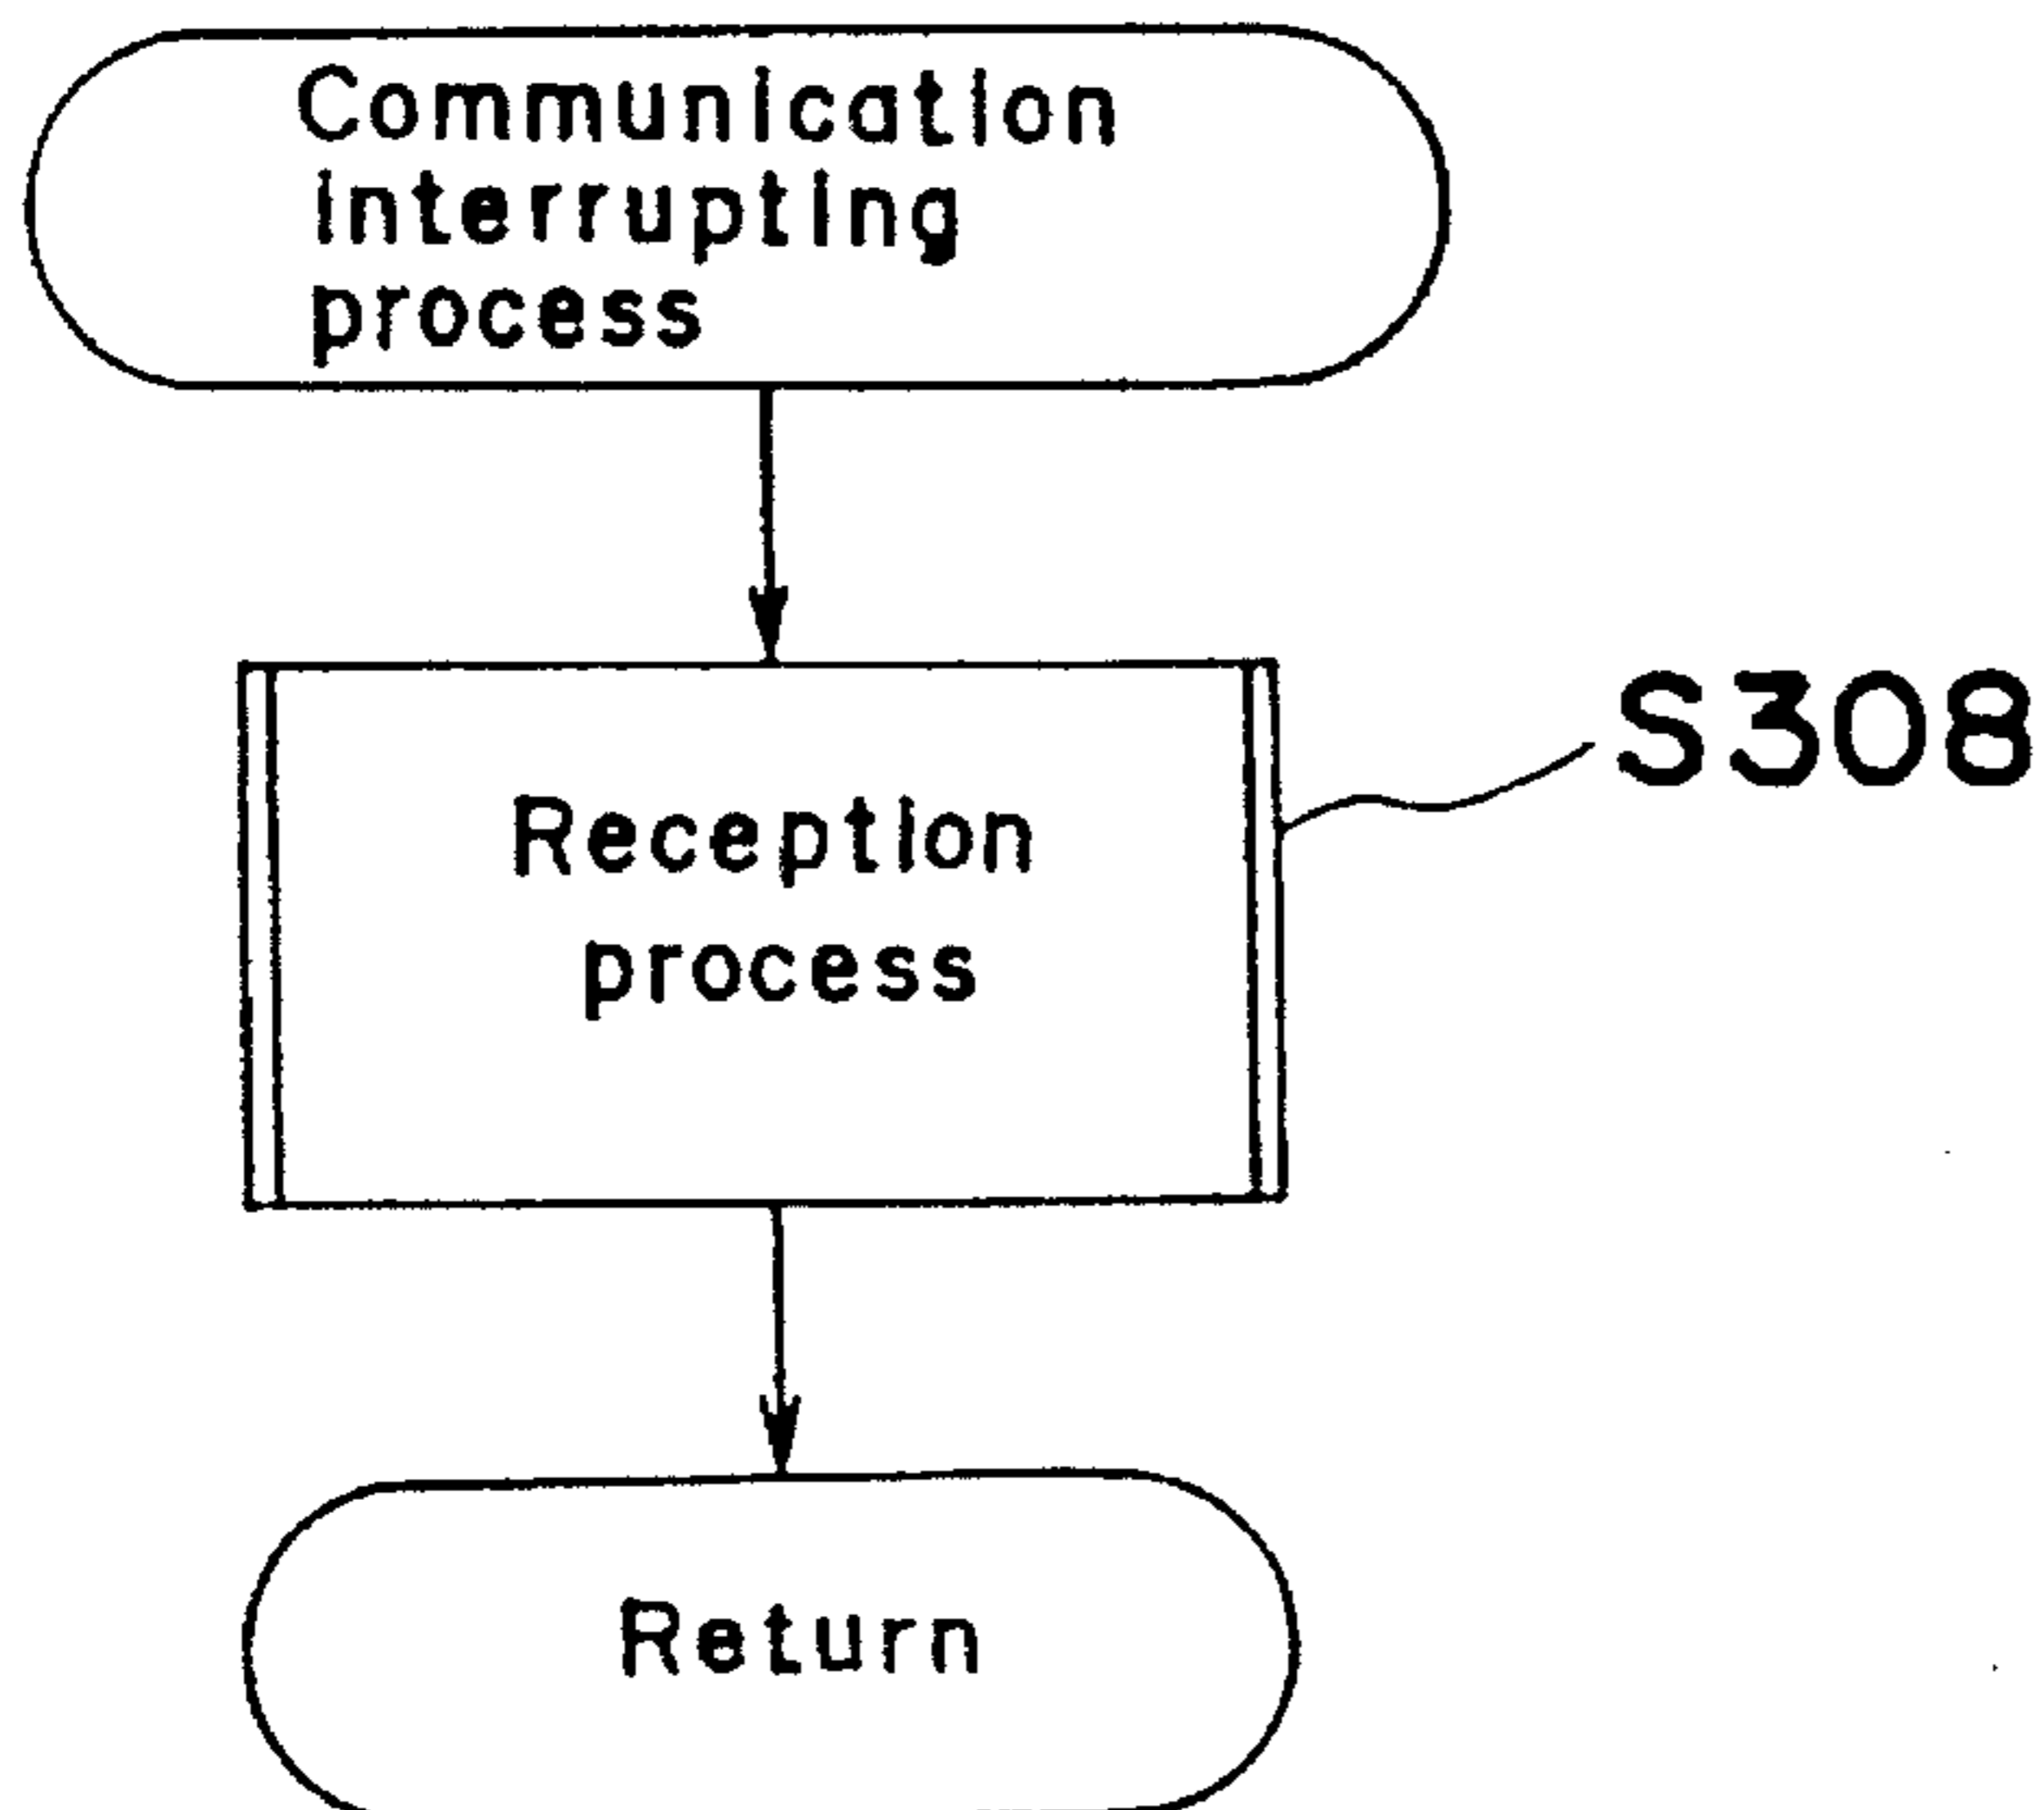 Communication
interrupting
process
Reception
process
S308
Return